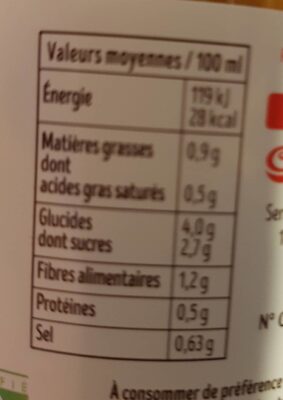 Valeurs moyennes / 100 ml
Énergie 119 kJ
28 kcal
Matières grasses 0,9 g
dont
acides gras saturés 0,5 g
Glucides 4,0 g
dont sucres 2,7 g
Fibres alimentaires 1,2 g
Protéines 0,5 g
Sel 0,63 g
À consommer de préférence
Ser
N°